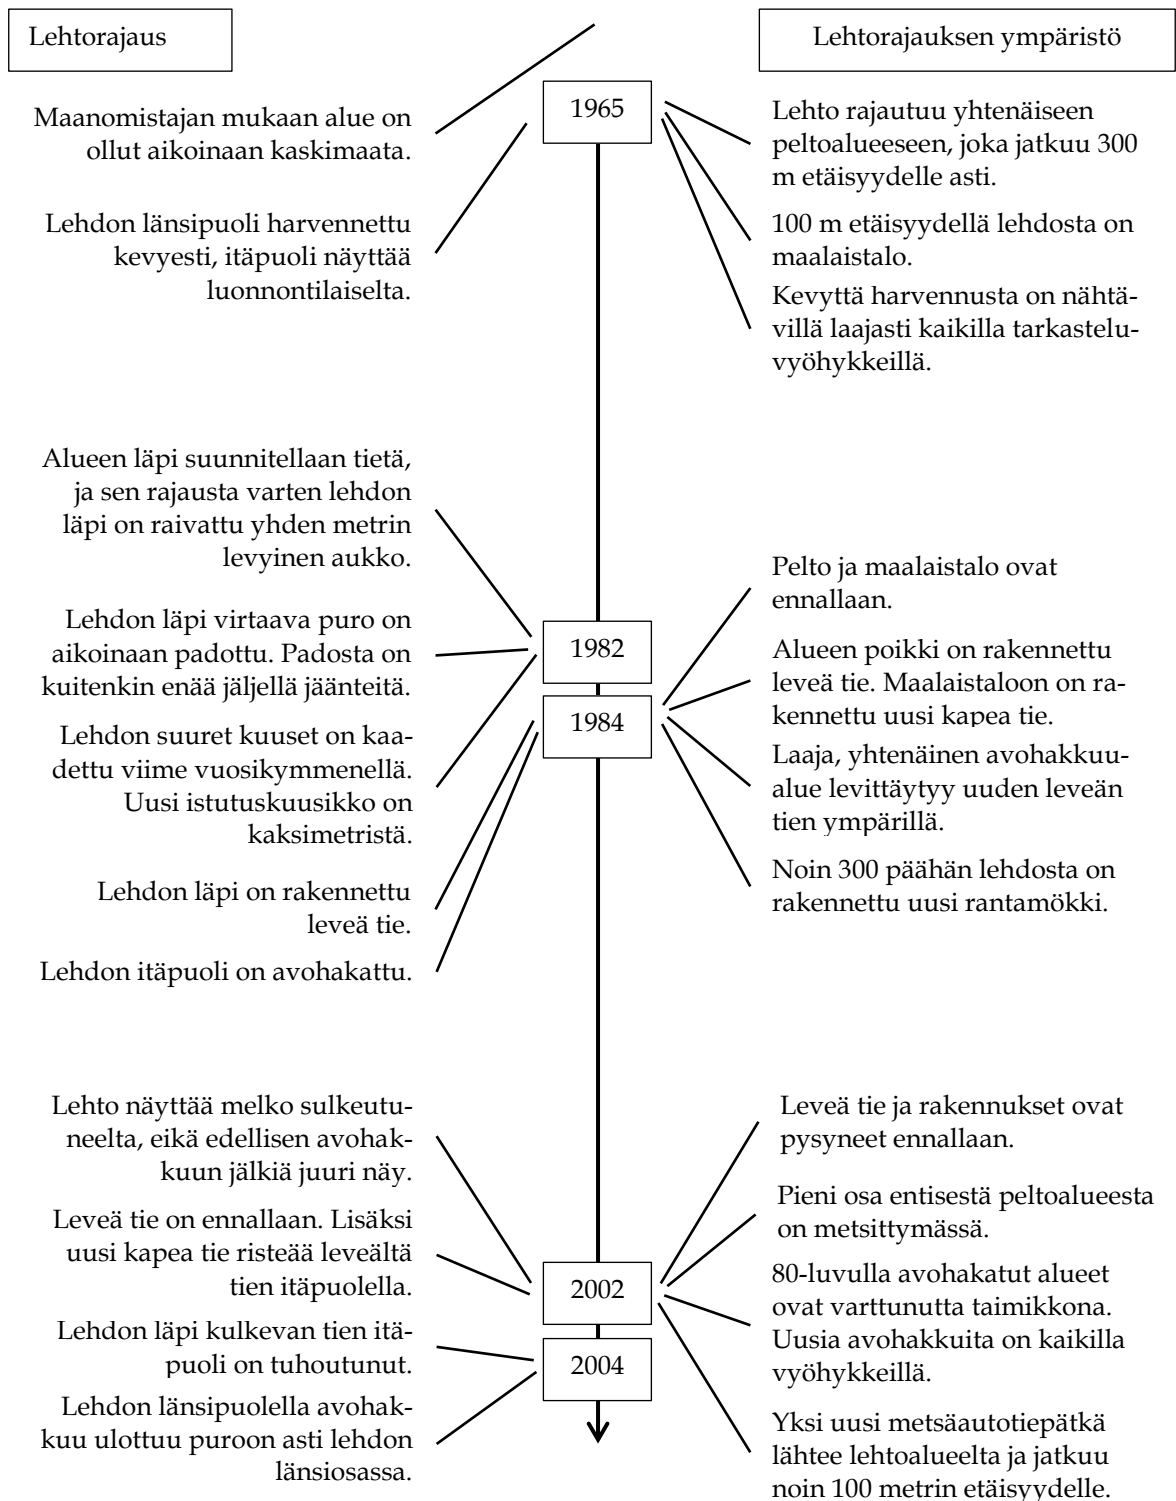 Lehtorajaus
Lehtorajauksen ympäristö
1965
Maanomistajan mukaan alue on
ollut aikoinaan kaskimaata.
Lehdon länsipuoli harvennettu
kevyesti, itäpuoli näyttää
luonnontilaiselta.
Lehto rajautuu yhtenäiseen
peltoalueeseen, joka jatkuu 300
m etäisyydelle asti.
100 m etäisyydellä lehdosta on
maalaistalo.
Kevyttä harvennusta on nähtä-
villä laajasti kaikilla tarkastelu-
vyöhykkeillä.
Alueen läpi suunnitellaan tietä,
ja sen rajausta varten lehdon
läpi on raivattu yhden metrin
levyinen aukko.
Lehdon läpi virtaava puro on
aikoinaan padottu. Padosta on
kuitenkin enää jäljellä jäänteitä.
Lehdon suuret kuuset on kaa-
dettu viime vuosikymmenellä.
Uusi istutuskuusikko on
kaksimetristä.
1982
1984
Lehdon läpi on rakennettu
leveä tie.
Lehdon itäpuoli on avohakattu.
Pelto ja maalaistalo ovat
ennallaan.
Alueen poikki on rakennettu
leveä tie. Maalaistaloon on ra-
kennettu uusi kapea tie.
Laaja, yhtenäinen avohakkuu-
alue levittäytyy uuden leveän
tien ympärillä.
Noin 300 päähän lehdosta on
rakennettu uusi rantamökki.
Lehto näyttää melko sulkeutu-
neelta, eikä edellisen avohak-
kuun jälkiä juuri näy.
Leveä tie on ennallaan. Lisäksi
uusi kapea tie risteää leveältä
tien itäpuolella.
2002
2004
Lehdon läpi kulkevan tien itä-
puoli on tuhoutunut.
Lehdon länsipuolella avohak-
kuu ulottuu puroon asti lehdon
länsiosassa.
Leveä tie ja rakennukset ovat
pysyneet ennallaan.
Pieni osa entisestä peltoalueesta
on metsittymässä.
80-luvulla avohakatut alueet
ovat varttunutta taimikkona.
Uusia avohakkuita on kaikilla
vyöhykkeillä.
Yksi uusi metsäautotiepätkä
lähtee lehtoalueelta ja jatkuu
noin 100 metrin etäisyydelle.